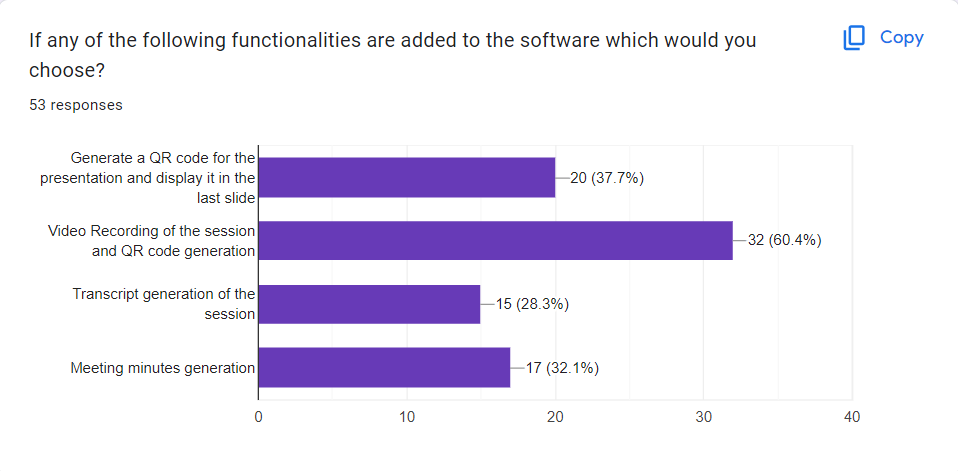 If any of the following functionalities are added to the software which would you
choose?
Copy
53 responses
Generate a QR code for the
presentation and display it in the
last slide
20 (37.7%)
Video Recording of the session
and QR code generation
32 (60.4%)
Transcript generation of the
session
15 (28.3%)
Meeting minutes generation
17 (32.1%)
0 10 20 30 40